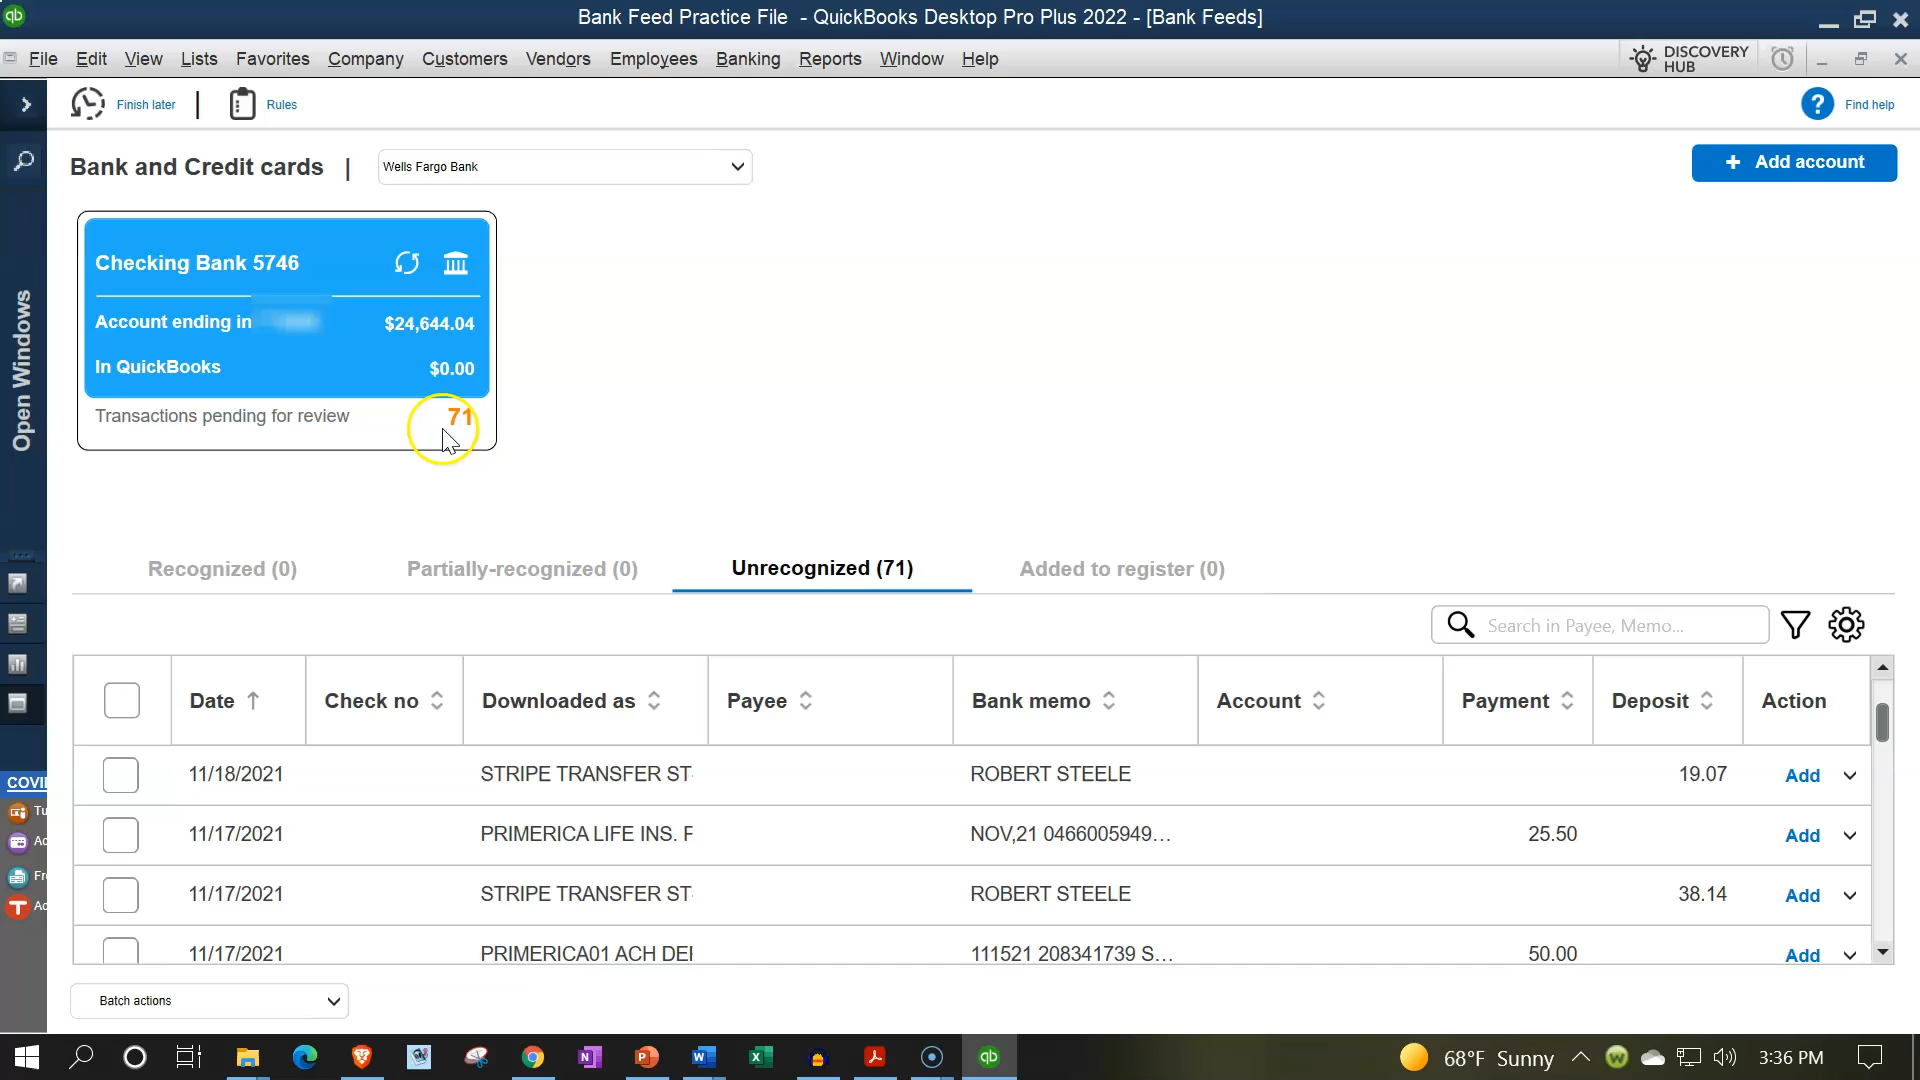 qb
Bank Feed Practice File - QuickBooks Desktop Pro Plus 2022 - [Bank Feeds]
File Edit View Lists Favorites Company Customers Vendors Employees Banking Reports Window Help
DISCOVERY
HUB
Finish later | Rules
? Find help
Bank and Credit cards | Wells Fargo Bank
+ Add account
Checking Bank 5746
Account ending in $24,644.04
In QuickBooks $0.00
Transactions pending for review 71
Open Windows
Recognized (0) Partially-recognized (0) Unrecognized (71) Added to register (0)
Search in Payee, Memo...
Date Check no Downloaded as Payee Bank memo Account Payment Deposit Action
11/18/2021 STRIPE TRANSFER ST ROBERT STEELE 19.07 Add
11/17/2021 PRIMERICA LIFE INS. F NOV,21 0466005949... 25.50 Add
11/17/2021 STRIPE TRANSFER ST ROBERT STEELE 38.14 Add
11/17/2021 PRIMERICA01 ACH DEI 111521 208341739 S... 50.00 Add
COVI
Tu
Ac
Fr
Ac
Batch actions
68°F Sunny 3:36 PM